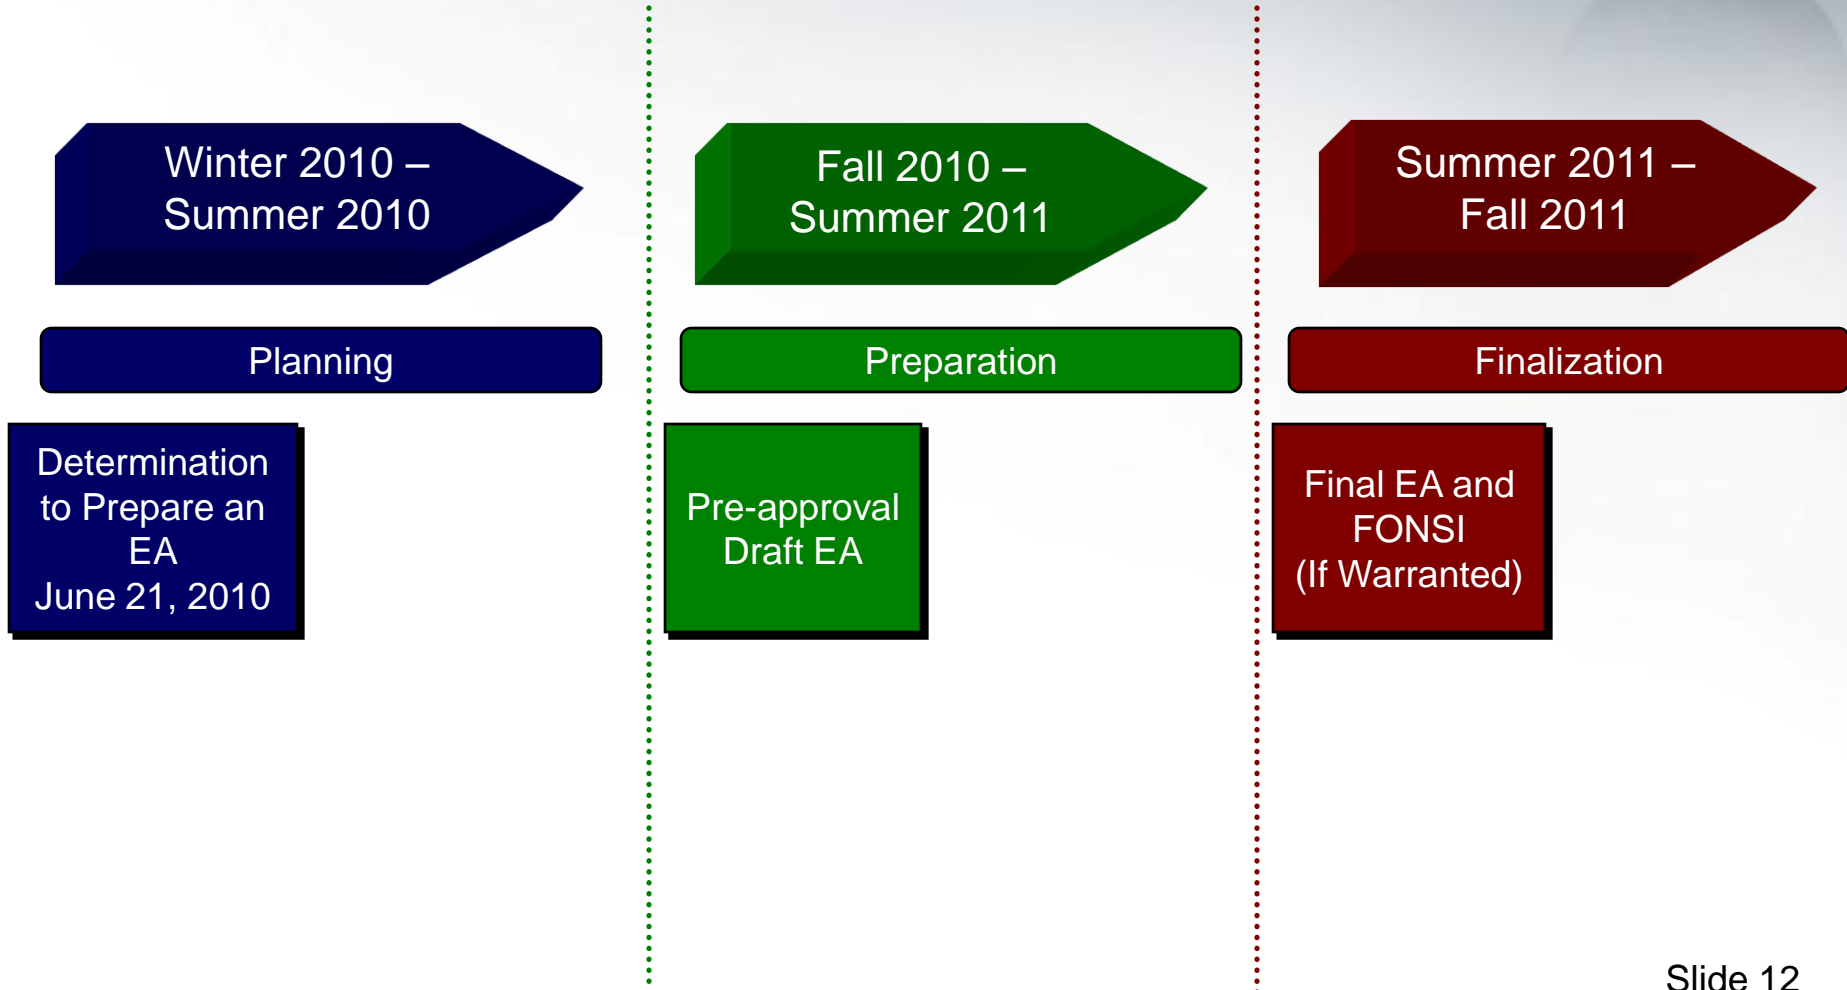 Winter 2010 –
Summer 2010
Fall 2010 –
Summer 2011
Summer 2011 –
Fall 2011
Planning
Preparation
Finalization
Determination
to Prepare an
EA
June 21, 2010
Pre-approval
Draft EA
Final EA and
FONSI
(If Warranted)
Slide 12